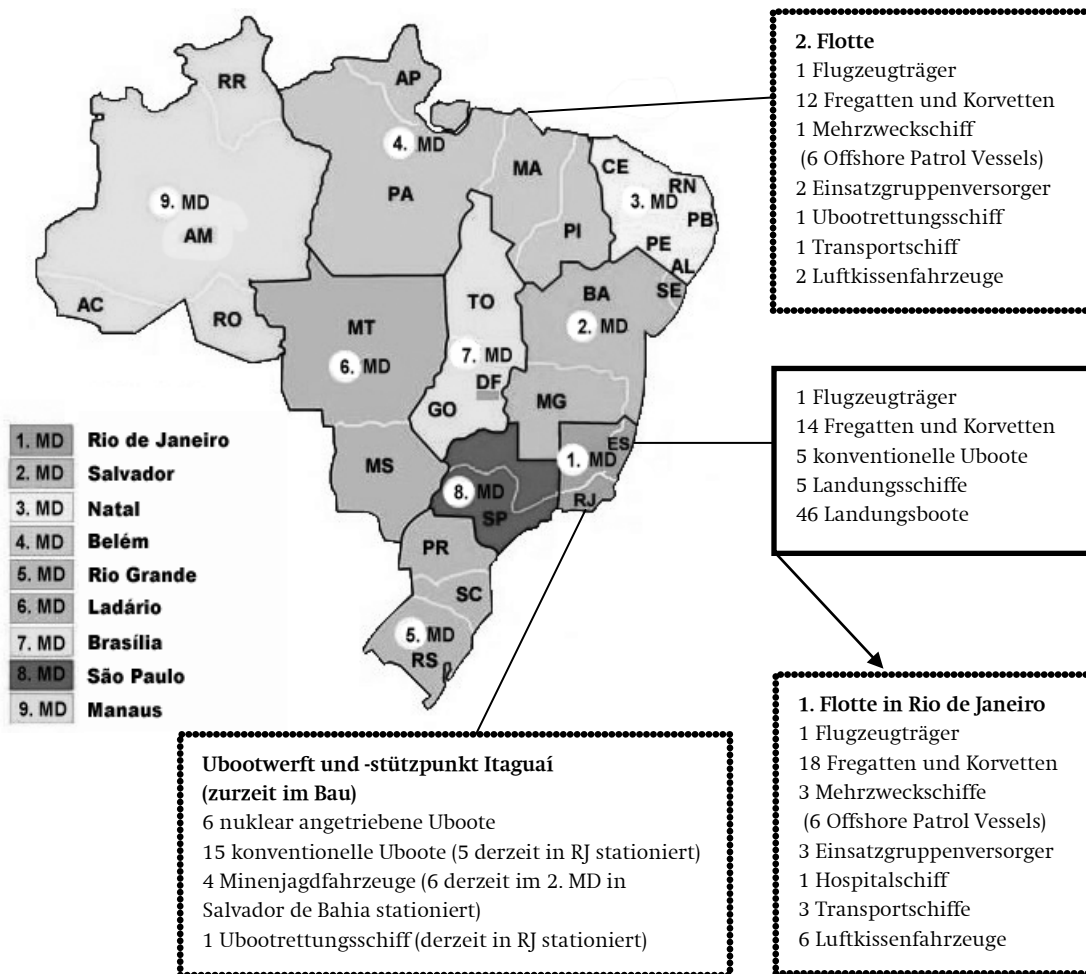 RR
AP
4. MD
PA
MA
PI
CE
RN
3. MD
PB
PE
AL
SE
9. MD
AM
AC
RO
MT
6. MD
TO
7. MD
DF
GO
BA
2. MD
MG
ES
1. MD
RJ
MS
8. MD
SP
PR
SC
5. MD
RS
1. MD Rio de Janeiro
2. MD Salvador
3. MD Natal
4. MD Belém
5. MD Rio Grande
6. MD Ladário
7. MD Brasília
8. MD São Paulo
9. MD Manaus
2. Flotte
1 Flugzeugträger
12 Fregatten und Korvetten
1 Mehrzweckschiff
(6 Offshore Patrol Vessels)
2 Einsatzgruppenversorger
1 Ubootrettungsschiff
1 Transportschiff
2 Luftkissenfahrzeuge
1 Flugzeugträger
14 Fregatten und Korvetten
5 konventionelle Uboote
5 Landungsschiffe
46 Landungsboote
1. Flotte in Rio de Janeiro
1 Flugzeugträger
18 Fregatten und Korvetten
3 Mehrzweckschiffe
(6 Offshore Patrol Vessels)
3 Einsatzgruppenversorger
1 Hospitalschiff
3 Transportschiffe
6 Luftkissenfahrzeuge
Ubootwerft und -stützpunkt Itaguaí
(zurzeit im Bau)
6 nuklear angetriebene Uboote
15 konventionelle Uboote (5 derzeit in RJ stationiert)
4 Minenjagdfahrzeuge (6 derzeit im 2. MD in
Salvador de Bahia stationiert)
1 Ubootrettungsschiff (derzeit in RJ stationiert)